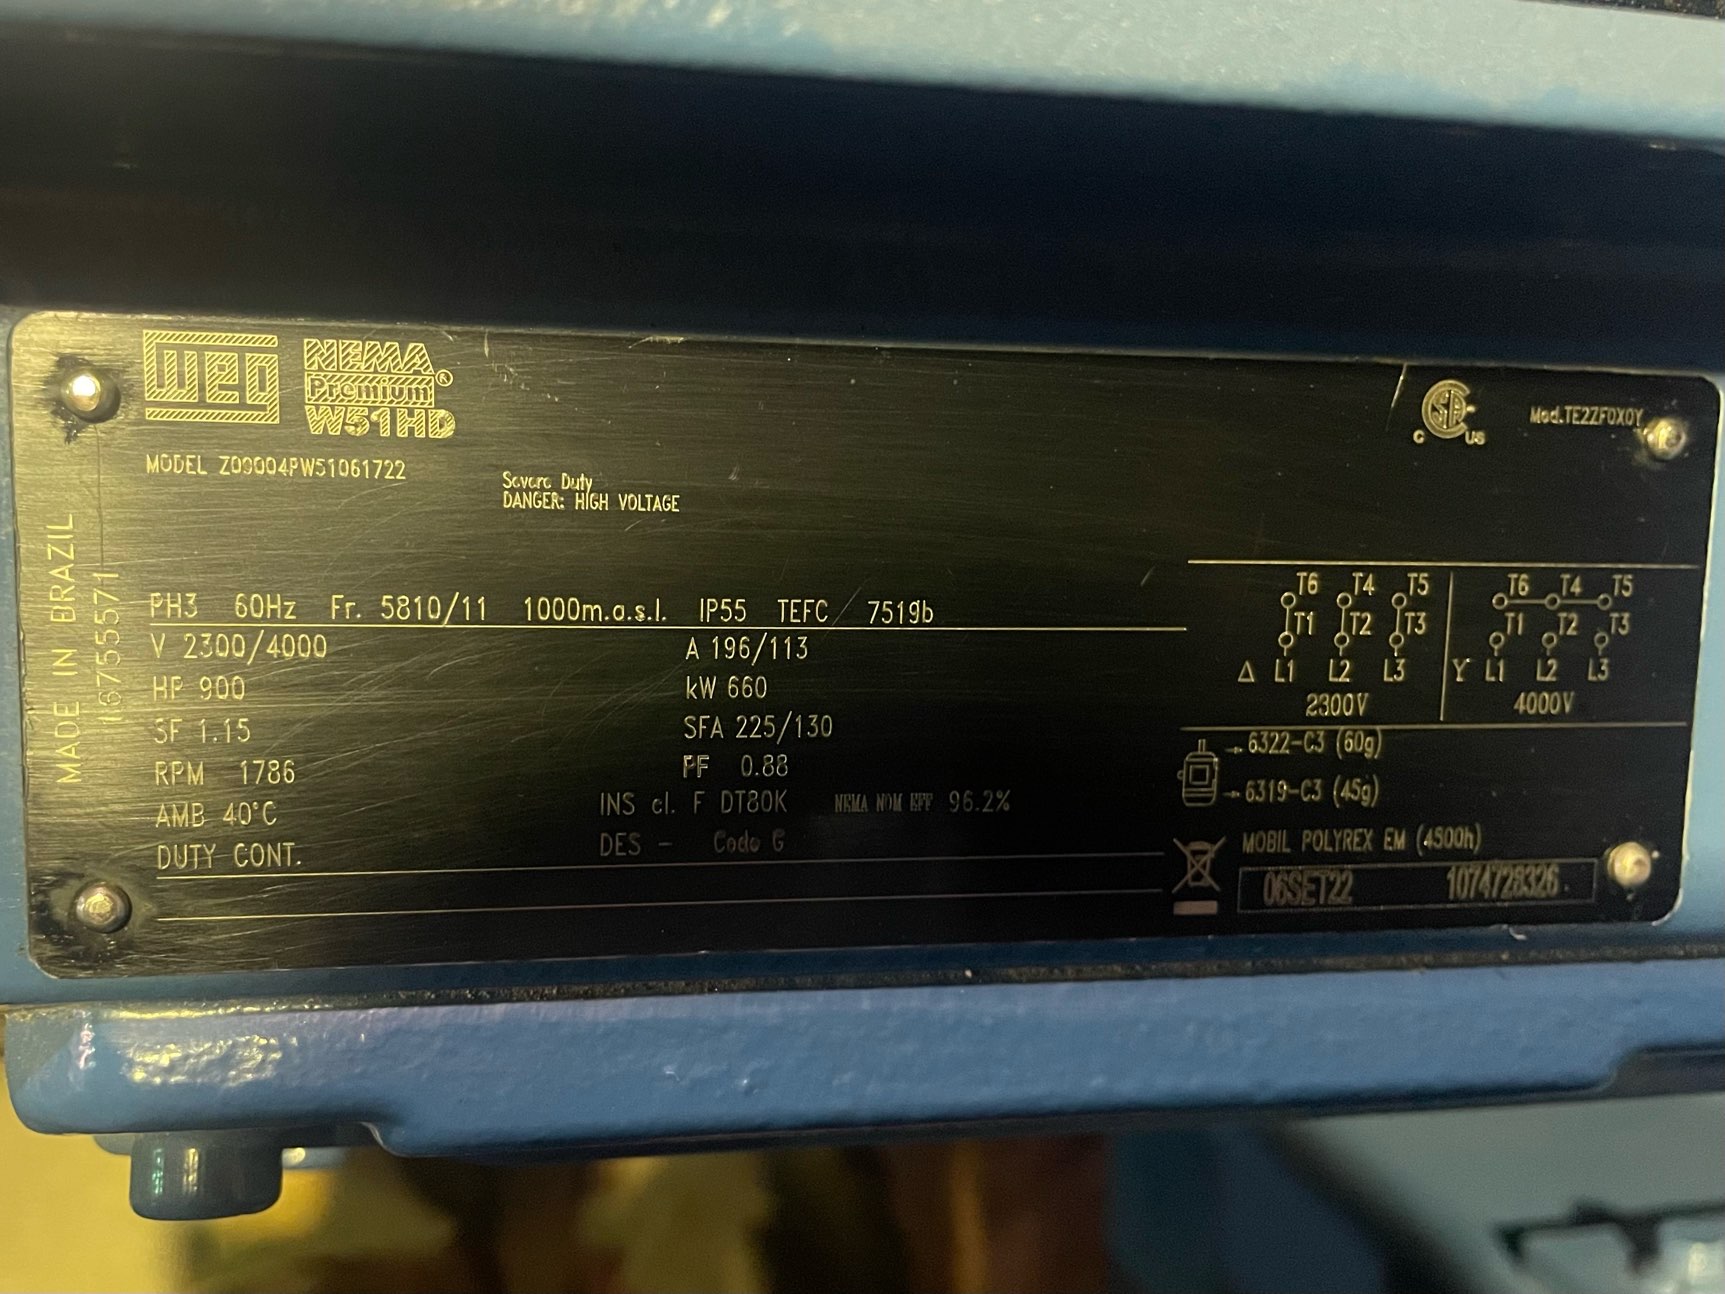 WEG
NEMA
Premium®
W51HD
MODEL Z09004PW51061722
Severe Duty
DANGER: HIGH VOLTAGE
C US
Mod.TE2ZF0X0Y
MADE IN BRAZIL
16755571
PH3 60Hz Fr. 5810/11 1000m.a.s.l. IP55 TEFC 7519lb
V 2300/4000 A 196/113
HP 900 kW 660
SF 1.15 SFA 225/130
RPM 1786 PF 0.88
AMB 40°C INS cl. F DT80K NEMA NOM EFF 96.2%
DUTY CONT. DES - Code G
T6 T4 T5
T1 T2 T3
Δ L1 L2 L3
2300V
T6 T4 T5
T1 T2 T3
Y L1 L2 L3
4000V
6322-C3 (60g)
6319-C3 (45g)
MOBIL POLYREX EM (4500h)
06SET22 1074728326